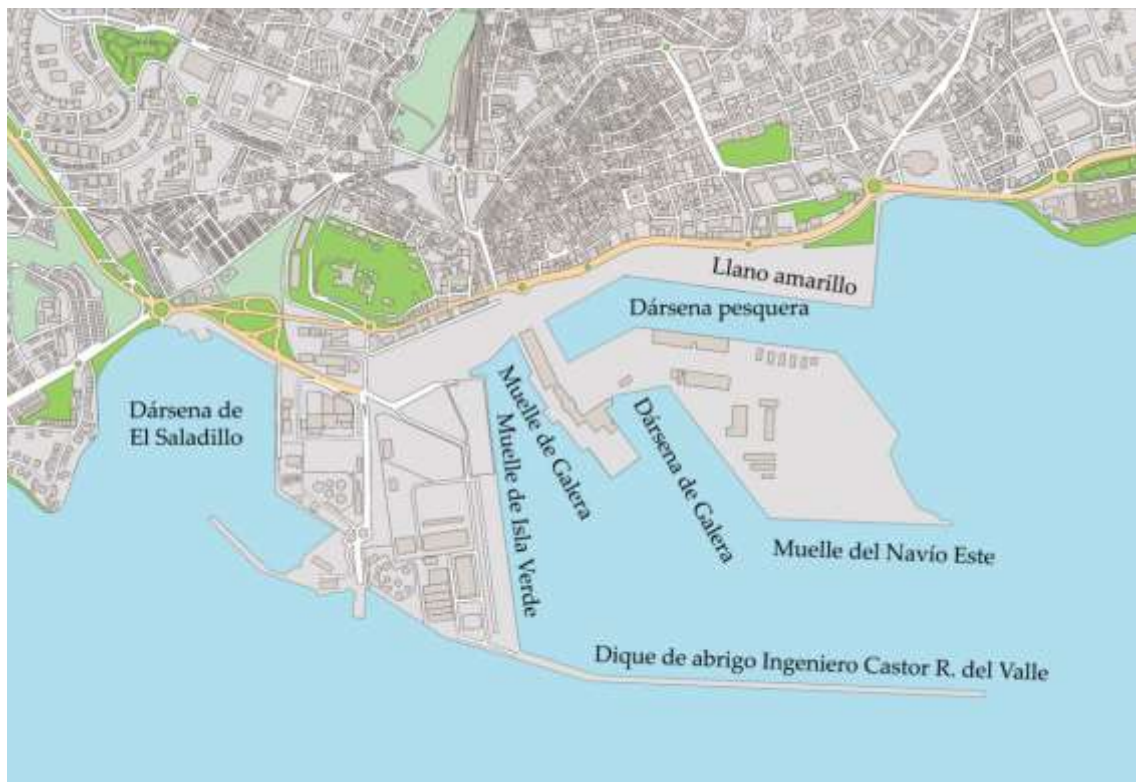 Llano amarillo
Dársena pesquera
Dársena de
El Saladillo
Muelle de Galera
Muelle de Isla Verde
Dársena de Galera
Muelle del Navío Este
Dique de abrigo Ingeniero Castor R. del Valle